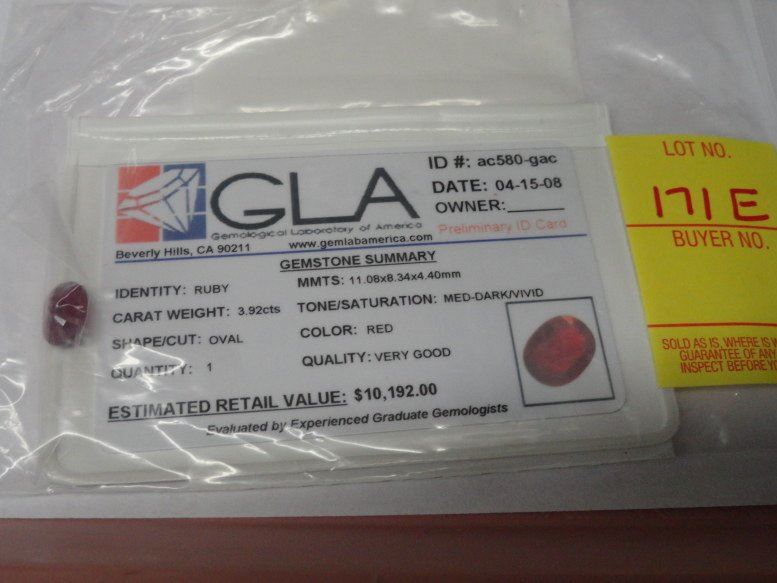 GLA
Gemological Laboratory of America
Beverly Hills, CA 90211
www.gemlabamerica.com
ID #: ac580-gac
DATE: 04-15-08
OWNER:______
Preliminary ID Card
GEMSTONE SUMMARY
IDENTITY: RUBY
MMTS: 11.08x8.34x4.40mm
CARAT WEIGHT: 3.92cts
TONE/SATURATION: MED-DARK/VIVID
SHAPE/CUT: OVAL
COLOR: RED
QUANTITY: 1
QUALITY: VERY GOOD
ESTIMATED RETAIL VALUE: $10,192.00
Evaluated by Experienced Graduate Gemologists
LOT NO.
171E
BUYER NO.
SOLD AS IS, WHERE IS
GUARANTEE OF ANY
INSPECT BEFORE